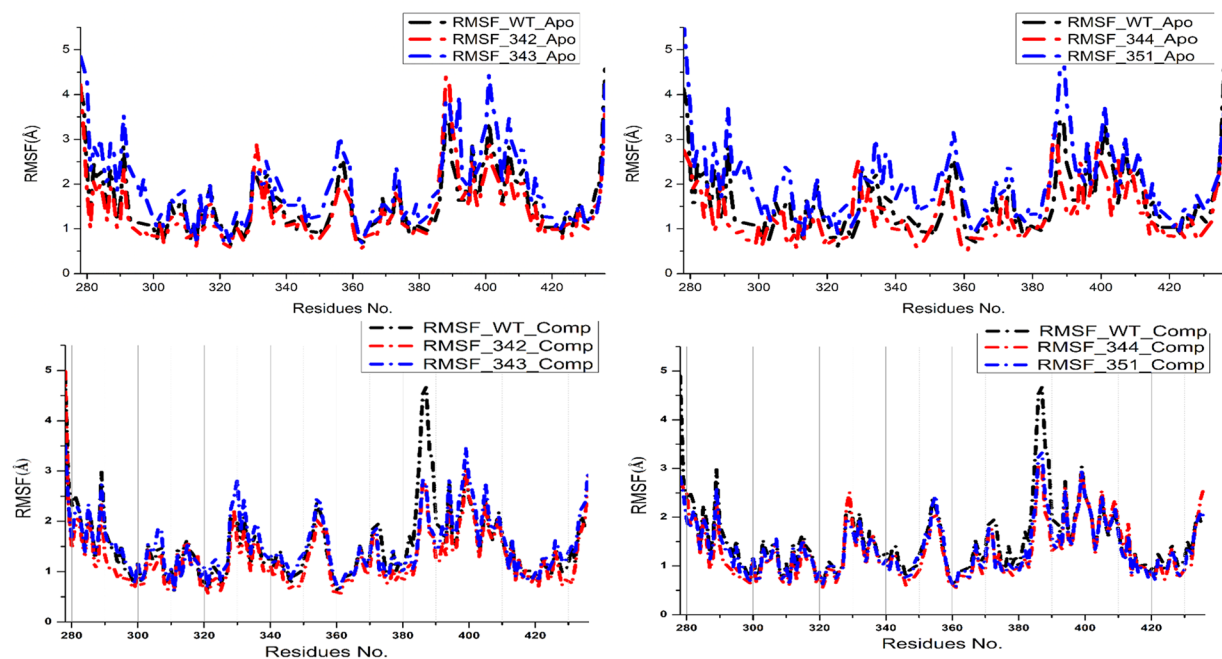 RMSF_WT_Apo
RMSF_342_Apo
RMSF_343_Apo
RMSF(Å)
5
4
3
2
1
0
280 300 320 340 360 380 400 420
Residues No.
RMSF_WT_Apo
RMSF_344_Apo
RMSF_351_Apo
RMSF(Å)
5
4
3
2
1
0
280 300 320 340 360 380 400 420
Residues No.
RMSF_WT_Comp
RMSF_342_Comp
RMSF_343_Comp
RMSF(Å)
5
4
3
2
1
0
280 300 320 340 360 380 400 420
Residues No.
RMSF_WT_Comp
RMSF_344_Comp
RMSF_351_Comp
RMSF(Å)
5
4
3
2
1
0
280 300 320 340 360 380 400 420
Residues No.